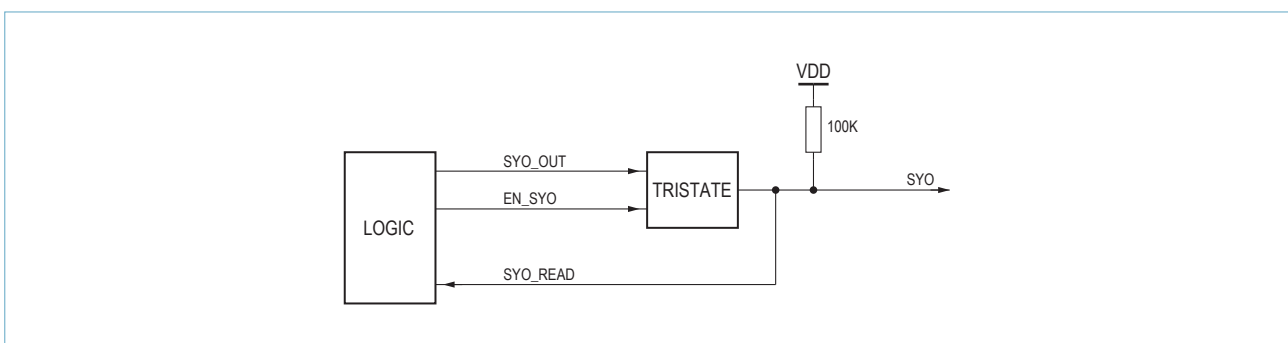 VDD
100K
SYO_OUT
SYO
TRISTATE
EN_SYO
LOGIC
SYO_READ